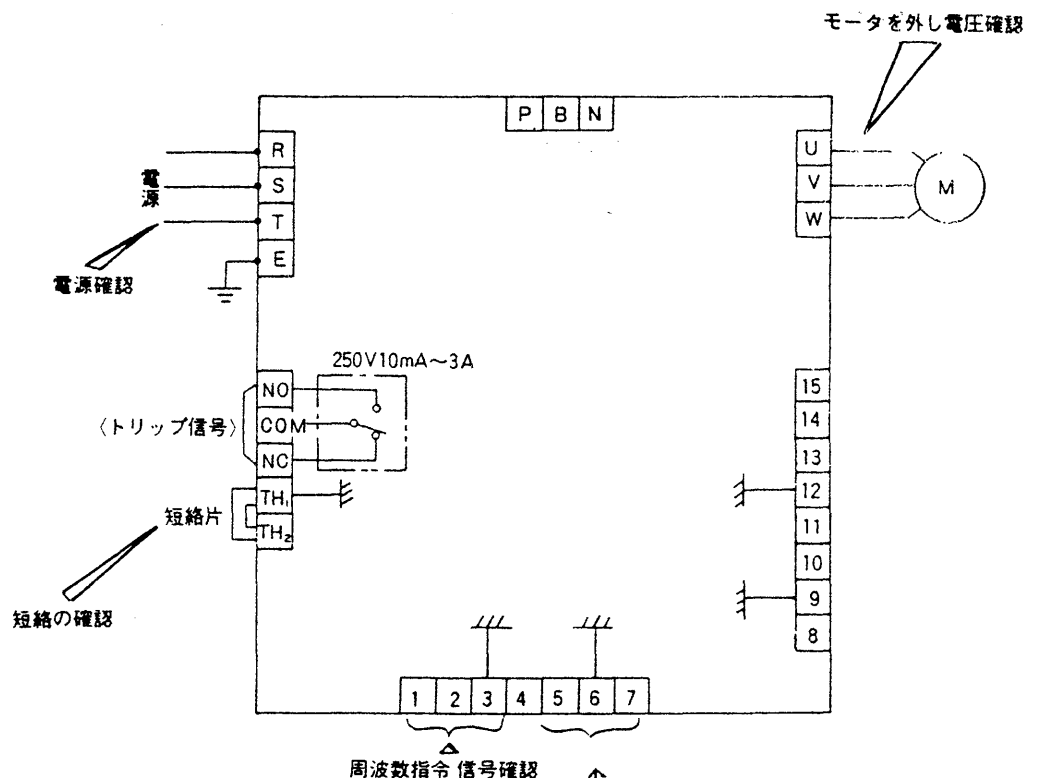 モータを外し電圧確認
P B N
R
S
T
E
電源
電源確認
U
V
W
M
250V10mA～3A
NO
COM
NC
〈トリップ信号〉
TH₁
TH₂
短絡片
短絡の確認
15
14
13
12
11
10
9
8
1 2 3 4 5 6 7
周波数指令 信号確認